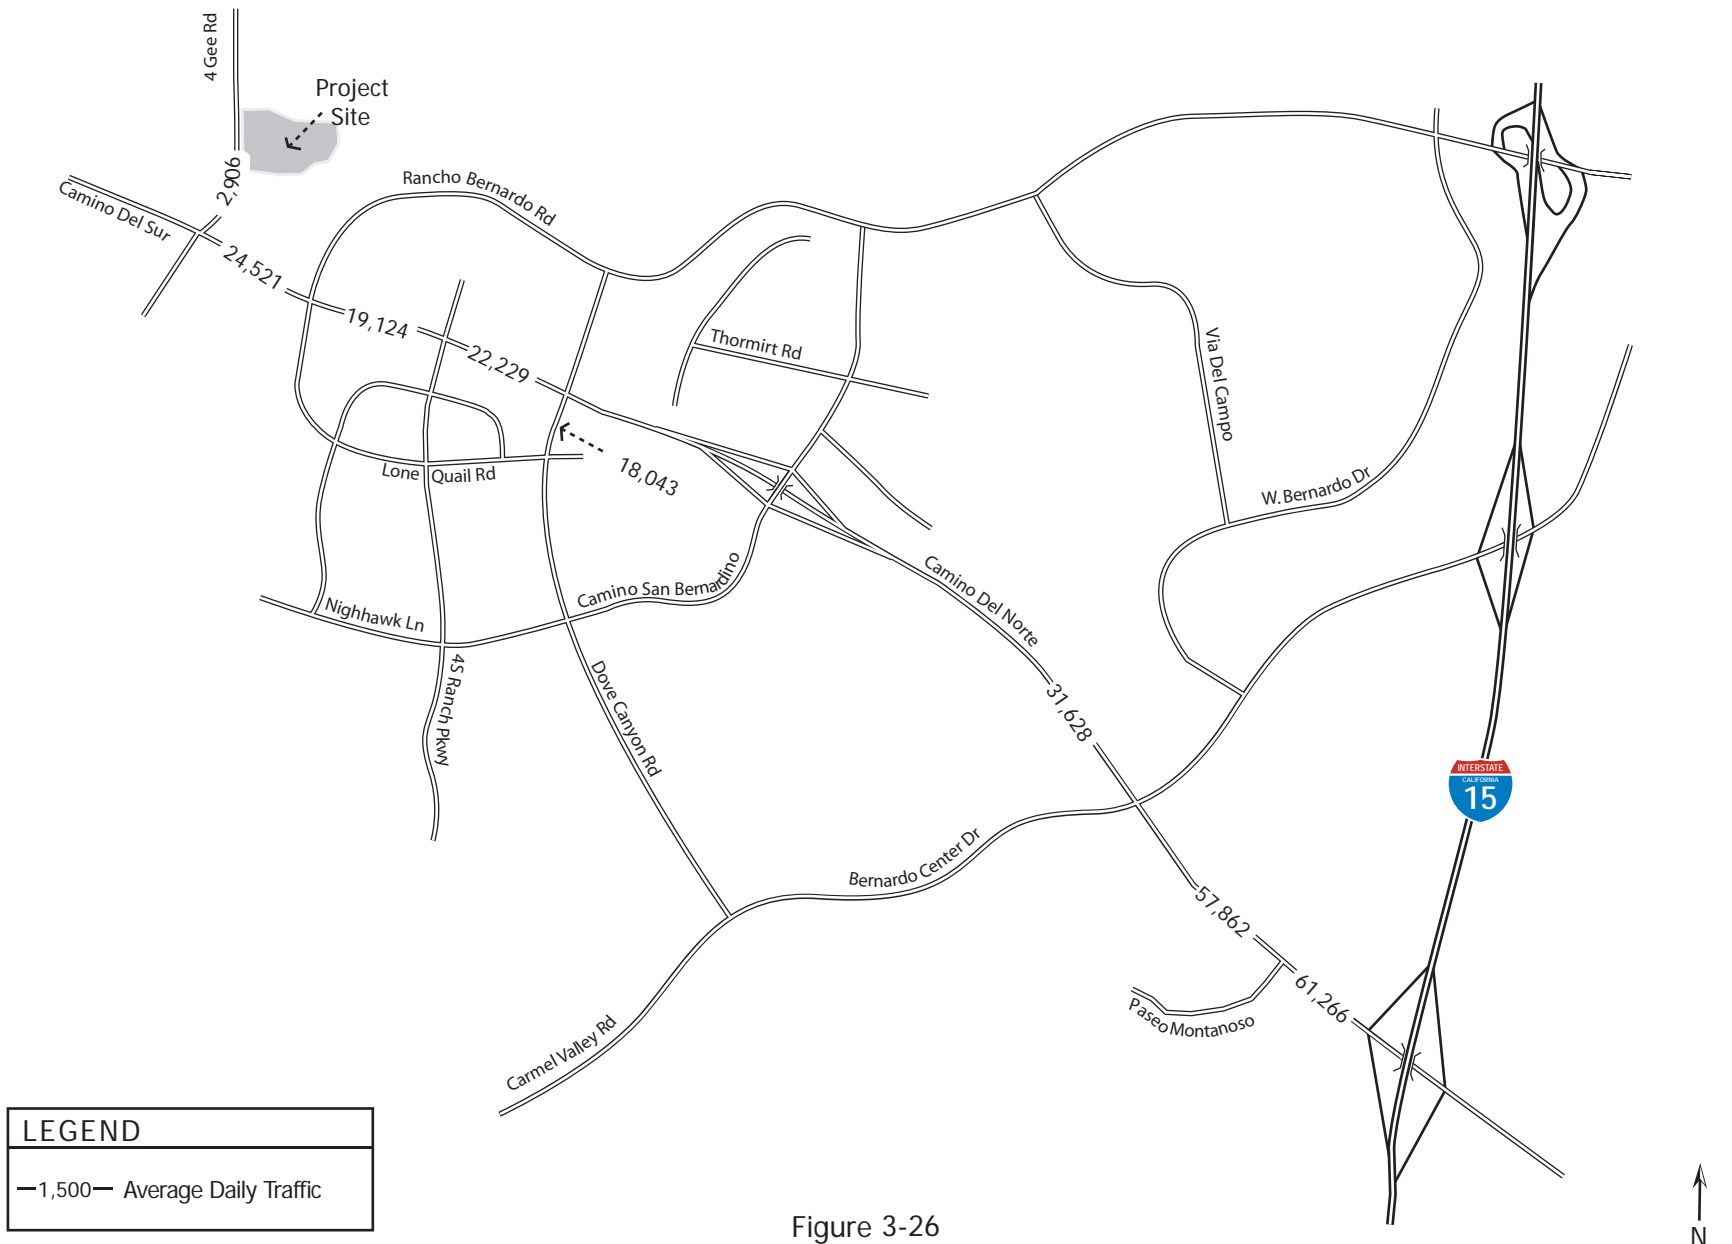 4 Gee Rd
Project
Site
2,906
Camino Del Sur
Rancho Bernardo Rd
24,521
19,124
22,229
Thormirt Rd
Via Del Campo
18,043
Lone Quail Rd
W. Bernardo Dr
Camino San Bernardino
Camino Del Norte
Nighhawk Ln
4S Ranch Pkwy
Dove Canyon Rd
31,628
INTERSTATE
CALIFORNIA
15
Bernardo Center Dr
57,862
61,266
Paseo Montanoso
Carmel Valley Rd
LEGEND
1,500 Average Daily Traffic
Figure 3-26
N